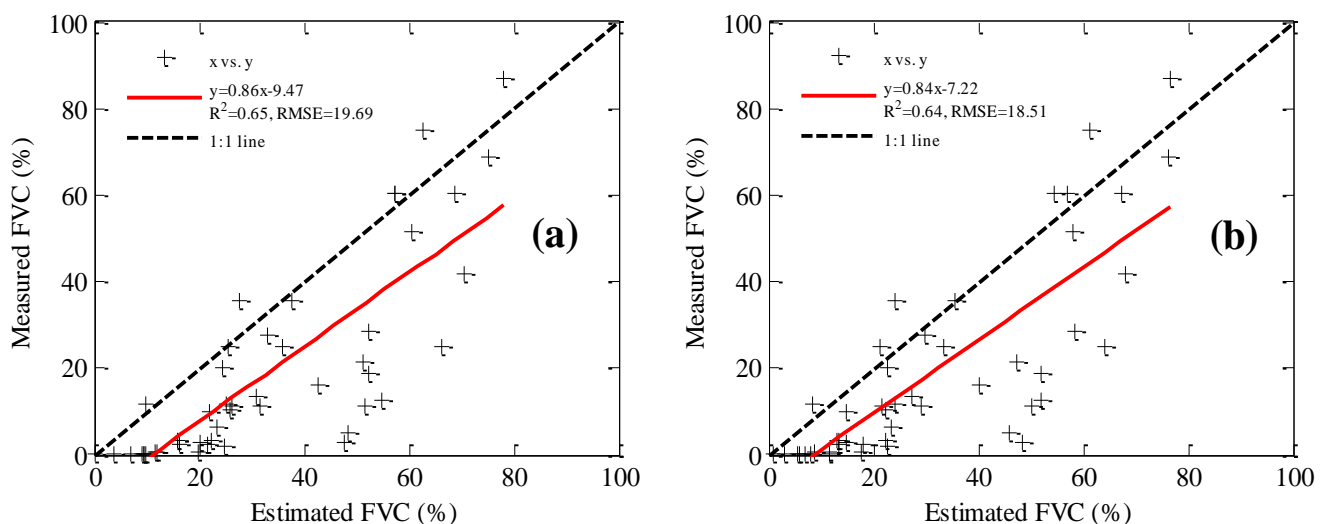 100
80
60
40
20
0
Measured FVC (%)
x vs. y
y=0.86x-9.47
R²=0.65, RMSE=19.69
1:1 line
(a)
0 20 40 60 80 100
Estimated FVC (%)
100
80
60
40
20
0
Measured FVC (%)
x vs. y
y=0.84x-7.22
R²=0.64, RMSE=18.51
1:1 line
(b)
0 20 40 60 80 100
Estimated FVC (%)